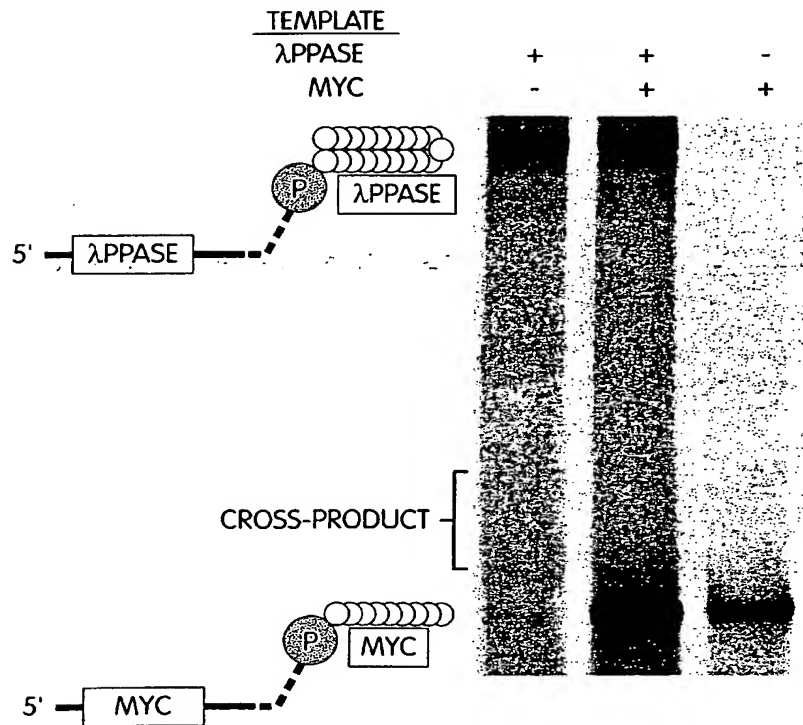 TEMPLATE
λPPASE + + -
MYC - + +
P
λPPASE
5' λPPASE
CROSS-PRODUCT
P
MYC
5' MYC